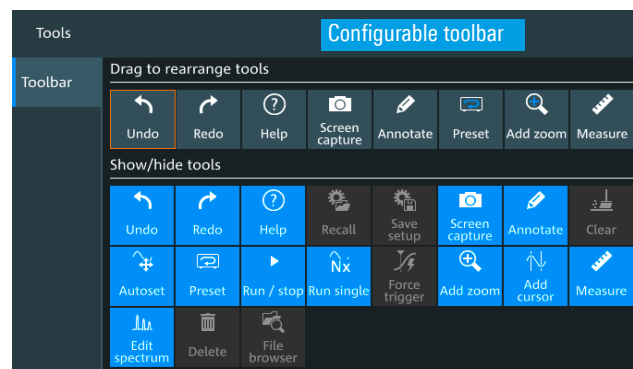 Tools
Configurable toolbar
Toolbar
Drag to rearrange tools
Undo
Redo
Help
Screen
capture
Annotate
Preset
Add zoom
Measure
Show/hide tools
Undo
Redo
Help
Recall
Save
setup
Screen
capture
Annotate
Clear
Autoset
Preset
Run / stop
Nx
Run single
Force
trigger
Add zoom
Add
cursor
Measure
Edit
spectrum
Delete
File
browser